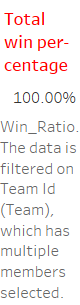 Total
win per-
centage
100.00%
Win_Ratio.
The data is
filtered on
Team Id
(Team),
which has
multiple
members
selected.